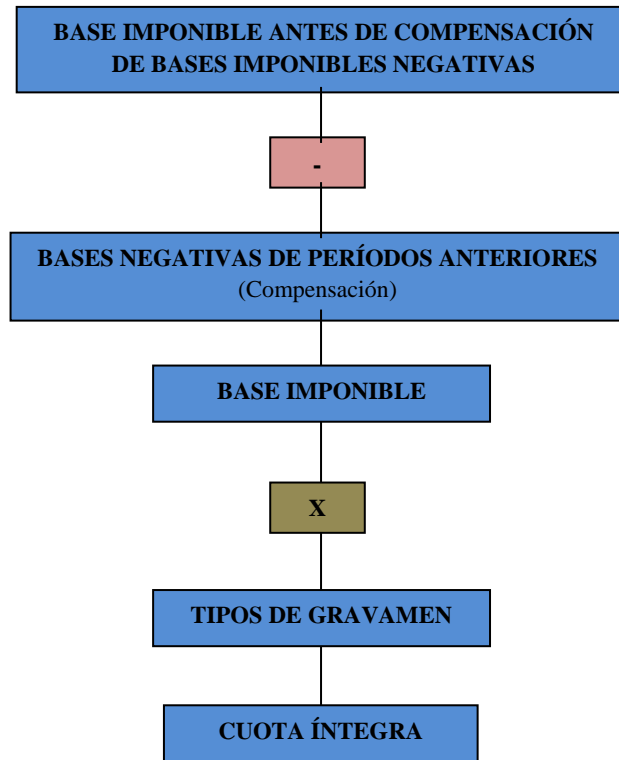 BASE IMPONIBLE ANTES DE COMPENSACIÓN
DE BASES IMPONIBLES NEGATIVAS
-
BASES NEGATIVAS DE PERÍODOS ANTERIORES
(Compensación)
BASE IMPONIBLE
X
TIPOS DE GRAVAMEN
CUOTA ÍNTEGRA